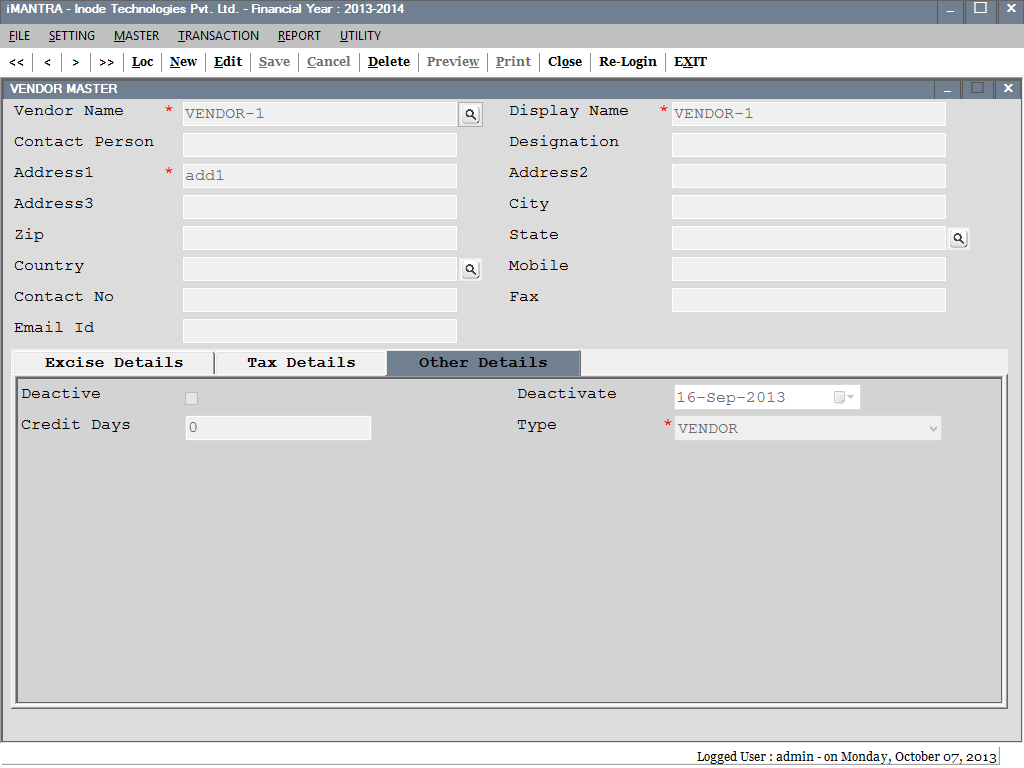 iMANTRA - Inode Technologies Pvt. Ltd. - Financial Year : 2013-2014
FILE SETTING MASTER TRANSACTION REPORT UTILITY
<< < > >> Loc New Edit Save Cancel Delete Preview Print Close Re-Login EXIT
VENDOR MASTER
Vendor Name * VENDOR-1 Display Name * VENDOR-1
Contact Person Designation
Address1 * add1 Address2
Address3 City
Zip State
Country Mobile
Contact No Fax
Email Id
Excise Details Tax Details Other Details
Deactive Deactivate 16-Sep-2013
Credit Days 0 Type * VENDOR
Logged User : admin - on Monday, October 07, 2013